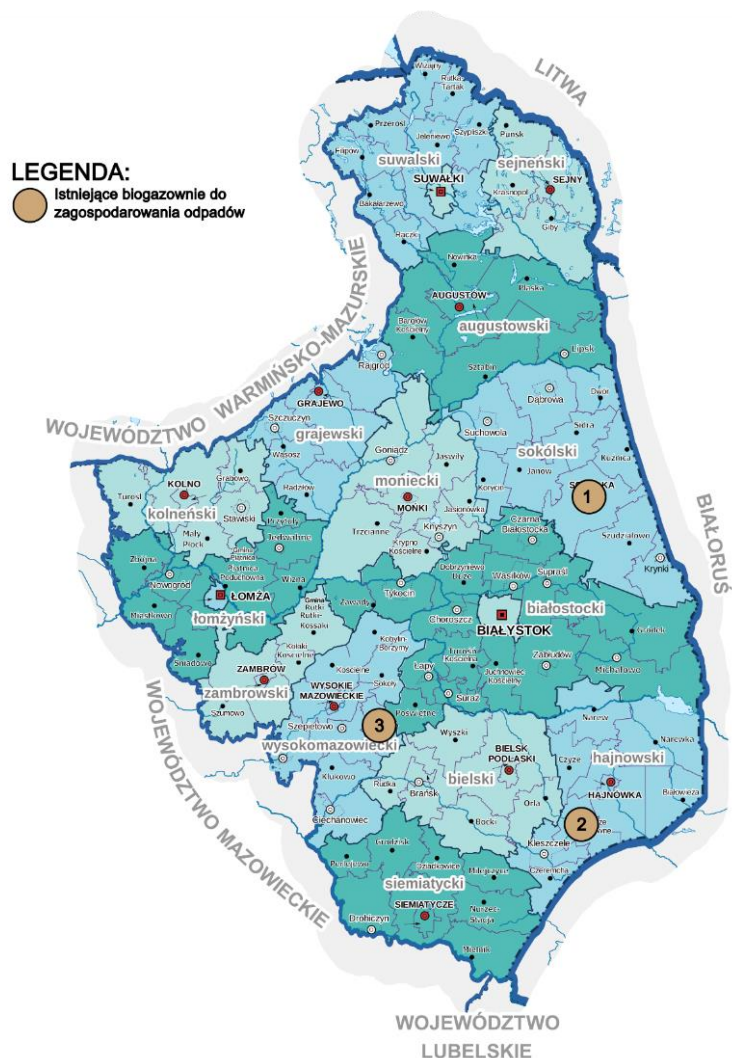 LEGENDA:
Istniejące biogazownie do
zagospodarowania odpadów
LITWA
WOJEWÓDZTWO WARMIŃSKO-MAZURSKIE
BIAŁORUŚ
WOJEWÓDZTWO MAZOWIECKIE
WOJEWÓDZTWO
LUBELSKIE
Wiżajny
Rutka-
Tartak
Przerośl
Jeleniewo
Szypliszki
Puńsk
Filipów
suwalski
sejneński
SUWAŁKI
SEJNY
Krasnopol
Bakałarzewo
Giby
Raczki
Nowinka
Płaska
AUGUSTÓW
augustowski
Bargłów
Kościelny
Lipsk
Sztabin
Rajgród
GRAJEWO
Szczuczyn
grajewski
Wąsosz
Radziłów
Dąbrowa
Dwór
Suchowola
Sidra
sokólski
Kuźnica
Janów
Korycin
1
Szudziałowo
Krynki
Goniądz
Jaświły
moniecki
MOŃKI
Jasionówka
Trzcianne
Knyszyn
Krypno
Kościelne
KOLNO
Grabowo
Turośl
kolneński
Stawiski
Mały
Płock
Przytuły
Jedwabne
Zbójna
Gmina
Piątnica
Piątnica
Poduchowna
Nowogród
Wizna
ŁOMŻA
Miastkowo
łomżyński
Śniadowo
Czarna
Białostocka
Dobrzyniewo
Duże
Wasilków
Supraśl
Tykocin
Zawady
Choroszcz
białostocki
BIAŁYSTOK
Gródek
Turośń
Kościelna
Juchnowiec
Kościelny
Zabłudów
Michałowo
Łapy
Suraż
Poświętne
Gmina
Rutki
Rutki-
Kossaki
Kołaki
Kościelne
ZAMBRÓW
zambrowski
Szumowo
Kobylin-
Borzymy
Kościelne
WYSOKIE
MAZOWIECKIE
Sokoły
3
Szepietowo
wysokomazowiecki
Klukowo
Ciechanowiec
Wyszki
BIELSK
PODLASKI
bielski
Rudka
Brańsk
Orla
Boćki
Narew
Narewka
hajnowski
Czyże
HAJNÓWKA
Białowieża
2
Kleszczele
Czeremcha
Grodzisk
Perlejewo
Dziadkowice
Milejczyce
siemiatycki
SIEMIATYCZE
Nurzec-
Stacja
Drohiczyn
Mielnik